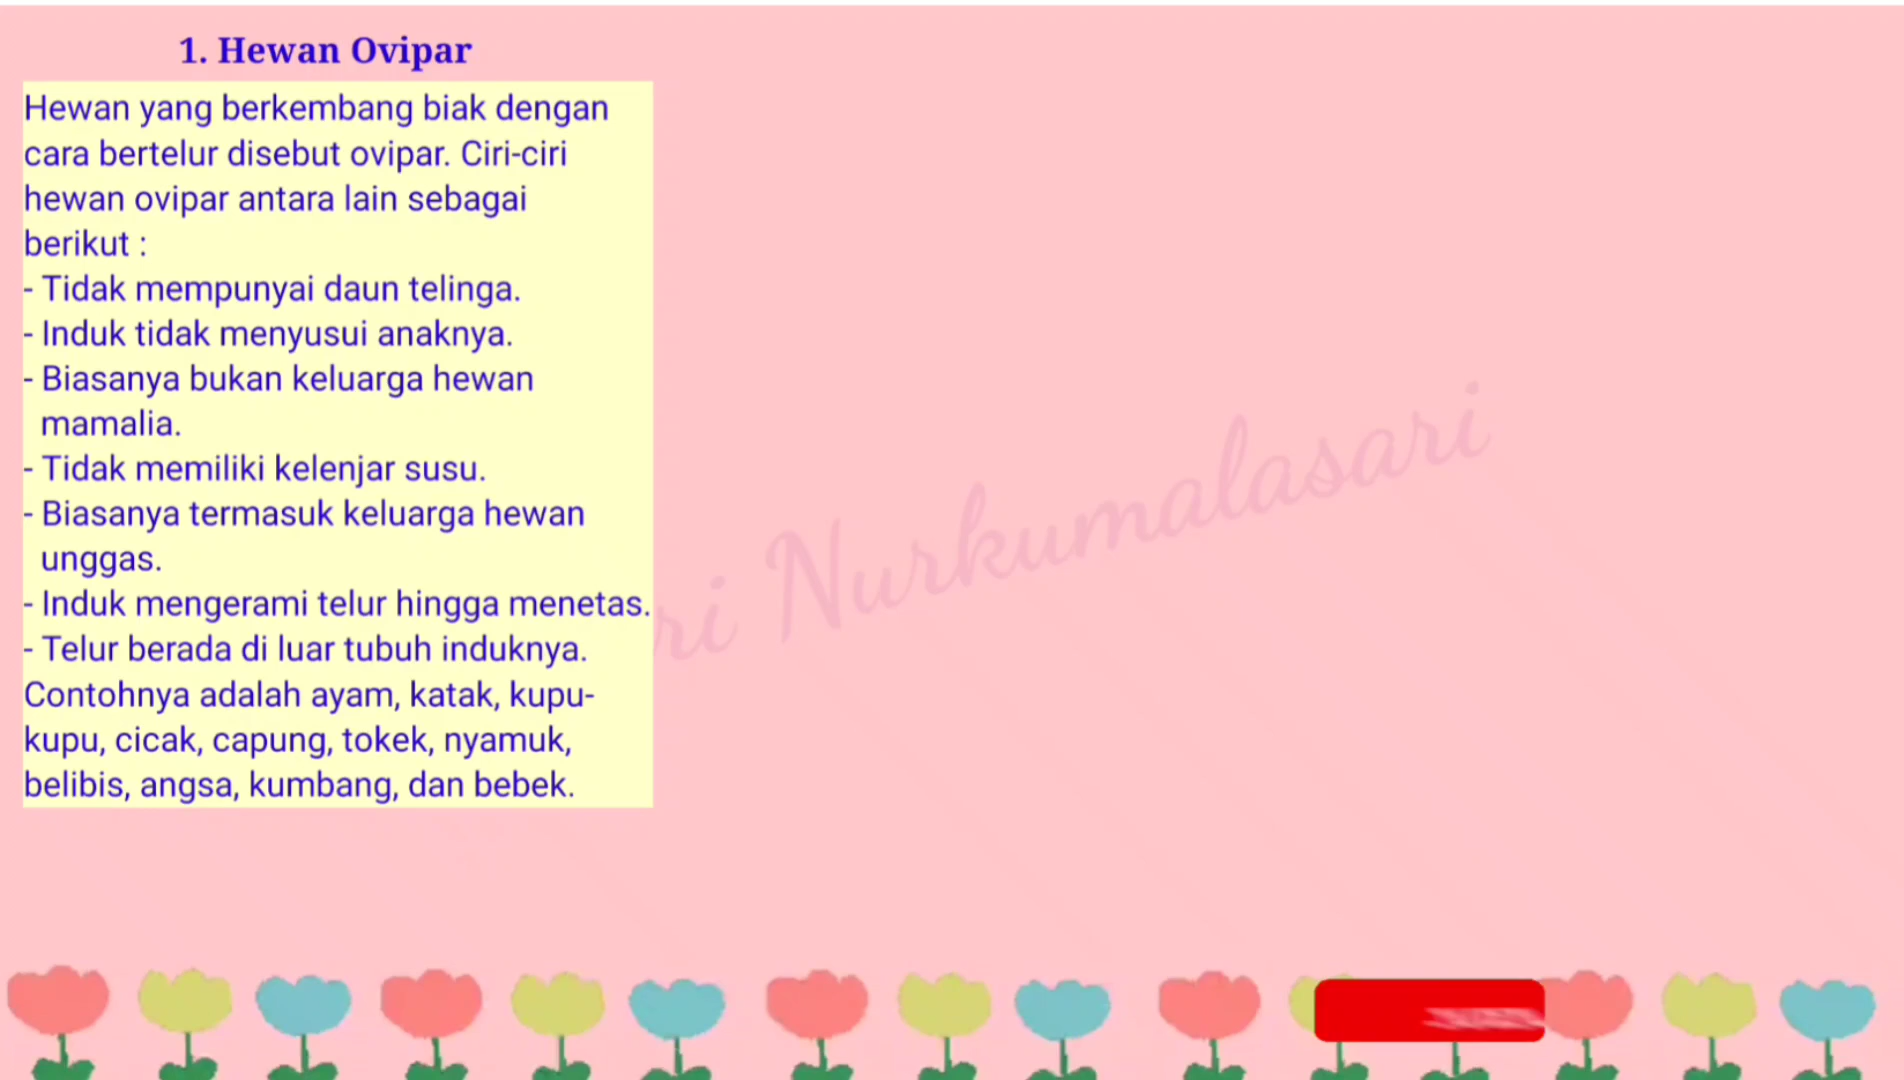 1. Hewan Ovipar
Hewan yang berkembang biak dengan
cara bertelur disebut ovipar. Ciri-ciri
hewan ovipar antara lain sebagai
berikut :
- Tidak mempunyai daun telinga.
- Induk tidak menyusui anaknya.
- Biasanya bukan keluarga hewan
mamalia.
- Tidak memiliki kelenjar susu.
- Biasanya termasuk keluarga hewan
unggas.
- Induk mengerami telur hingga menetas.
- Telur berada di luar tubuh induknya.
Contohnya adalah ayam, katak, kupu-
kupu, cicak, capung, tokek, nyamuk,
belibis, angsa, kumbang, dan bebek.
Nurkumalasari